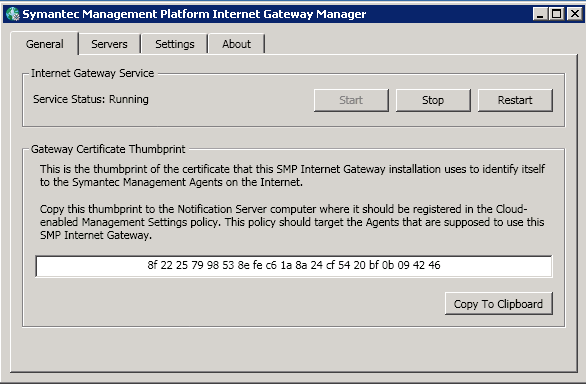 Symantec Management Platform Internet Gateway Manager
General Servers Settings About
Internet Gateway Service
Service Status: Running Start Stop Restart
Gateway Certificate Thumbprint
This is the thumbprint of the certificate that this SMP Internet Gateway installation uses to identify itself
to the Symantec Management Agents on the Internet.
Copy this thumbprint to the Notification Server computer where it should be registered in the Cloud-
enabled Management Settings policy. This policy should target the Agents that are supposed to use this
SMP Internet Gateway.
8f 22 25 79 98 53 8e fe c6 1a 8a 24 cf 54 20 bf 0b 09 42 46
Copy To Clipboard